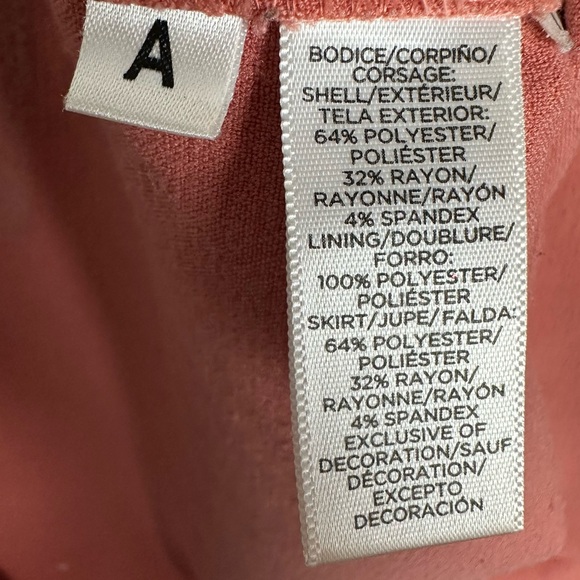 A
BODICE/CORPIÑO/
CORSAGE:
SHELL/EXTÉRIEUR/
TELA EXTERIOR:
64% POLYESTER/
POLIÉSTER
32% RAYON/
RAYONNE/RAYÓN
4% SPANDEX
LINING/DOUBLURE/
FORRO:
100% POLYESTER/
POLIÉSTER
SKIRT/JUPE/FALDA:
64% POLYESTER/
POLIÉSTER
32% RAYON/
RAYONNE/RAYÓN
4% SPANDEX
EXCLUSIVE OF
DECORATION/SAUF
DÉCORATION/
EXCEPTO
DECORACIÓN